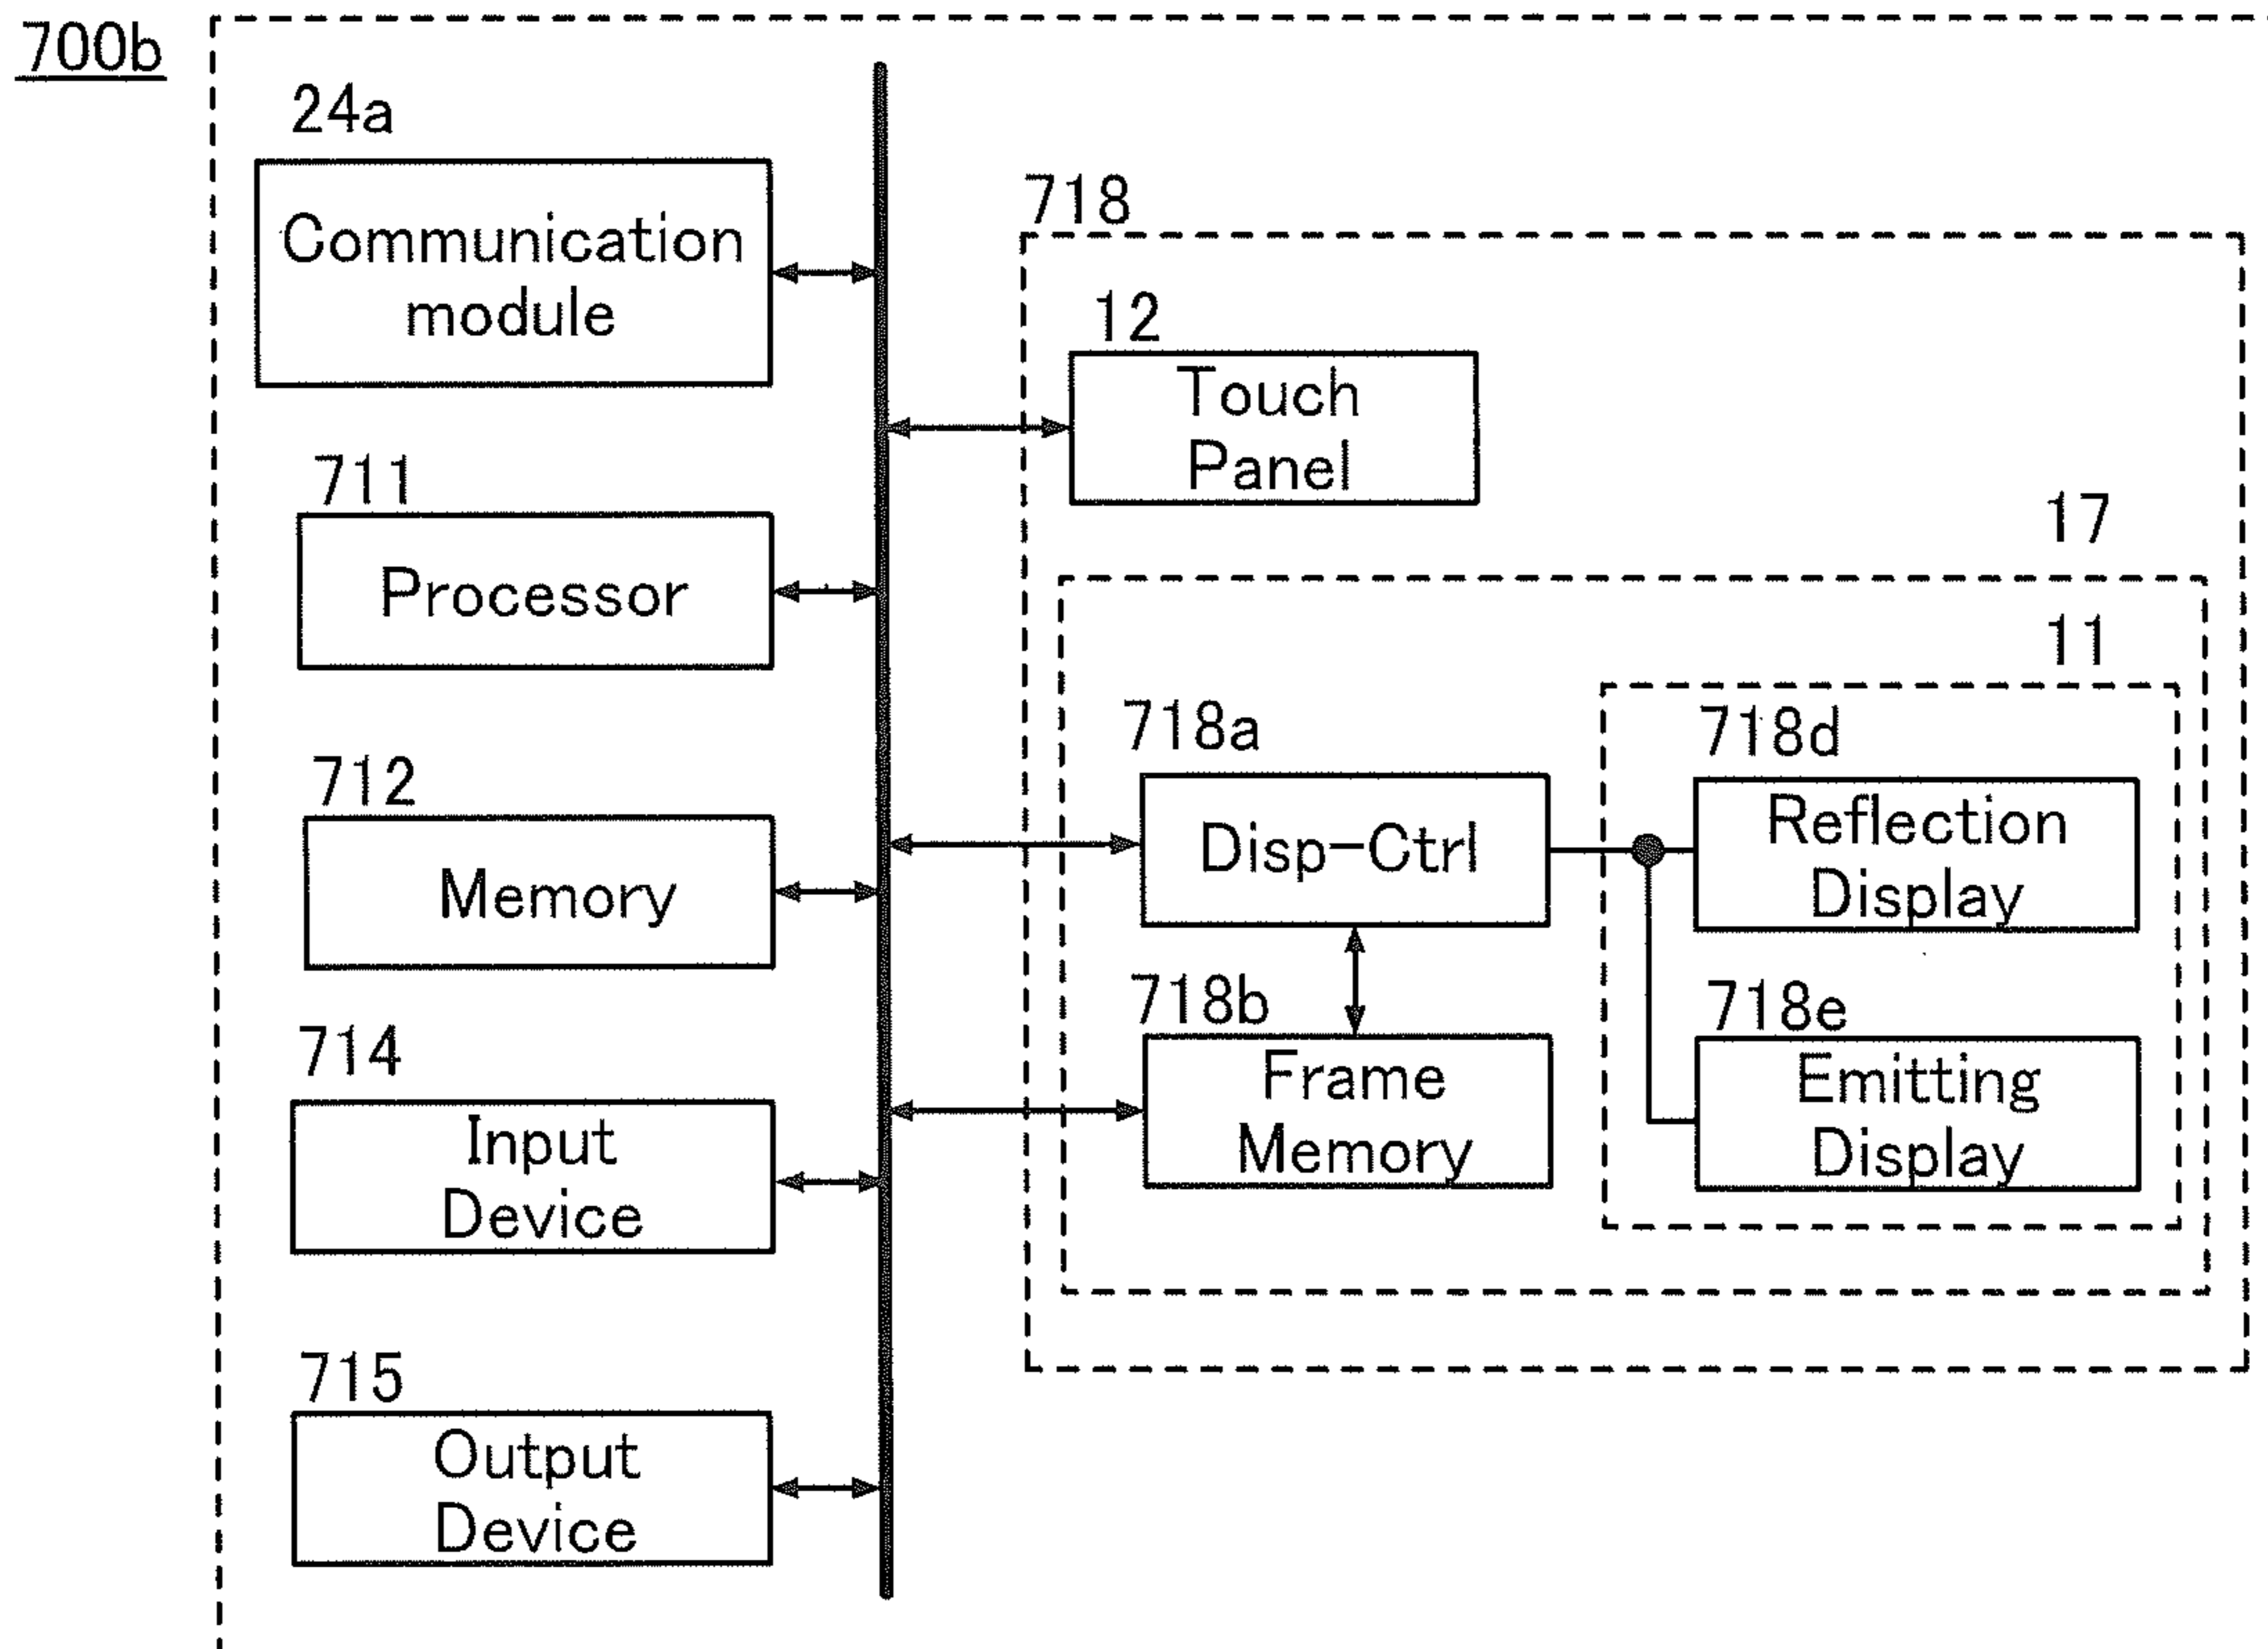 700b
24a
Communication
module
711
Processor
712
Memory
714
Input
Device
715
Output
Device
718
12
Touch
Panel
17
11
718a
Disp-Ctrl
718b
Frame
Memory
718d
Reflection
Display
718e
Emitting
Display